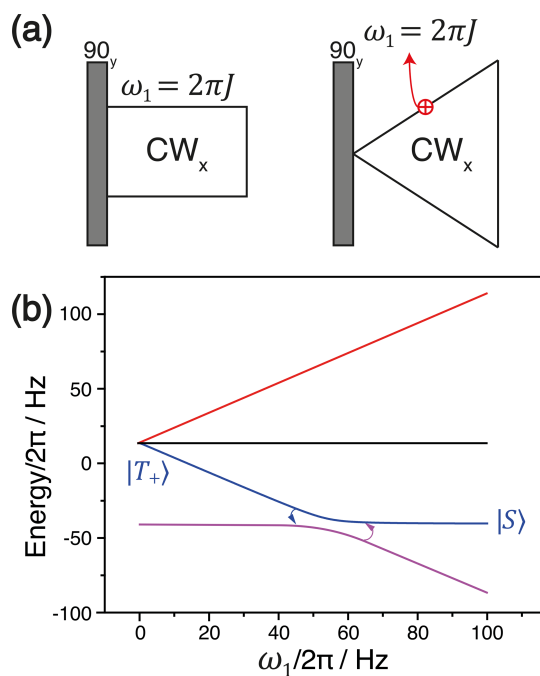 (a)
90y
ω₁ = 2πJ
CWₓ
90y
ω₁ = 2πJ
CWₓ
(b)
100
50
0
-50
-100
Energy/2π / Hz
|T₊⟩
|S⟩
0 20 40 60 80 100
ω₁/2π / Hz